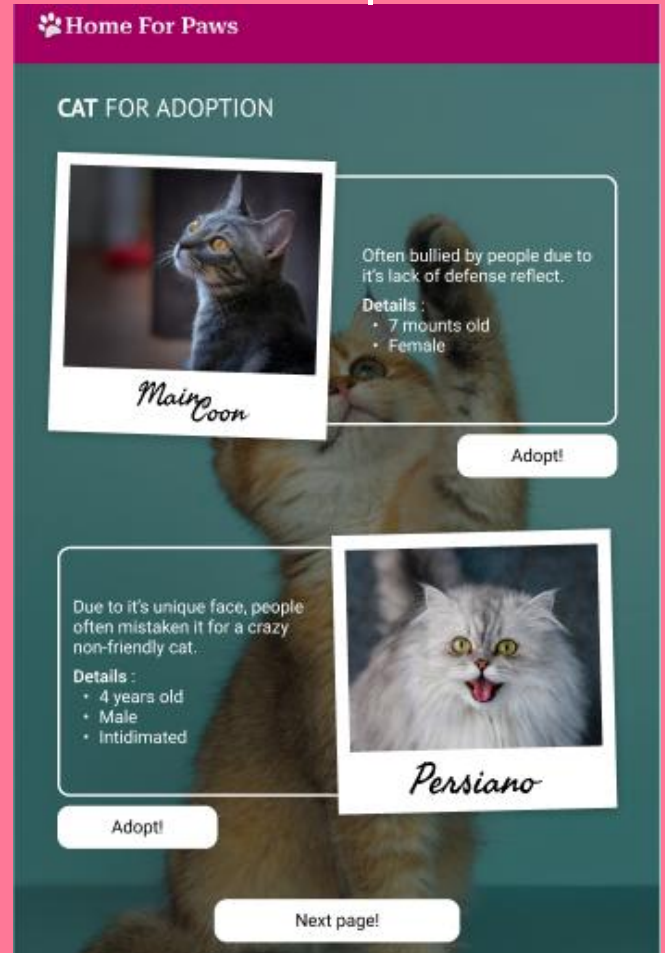 Home For Paws
CAT FOR ADOPTION
Main
Coon
Often bullied by people due to
it's lack of defense reflect.
Details :
• 7 mounts old
• Female
Adopt!
Due to it's unique face, people
often mistaken it for a crazy
non-friendly cat.
Details :
• 4 years old
• Male
• Intidimated
Persiano
Adopt!
Next page!